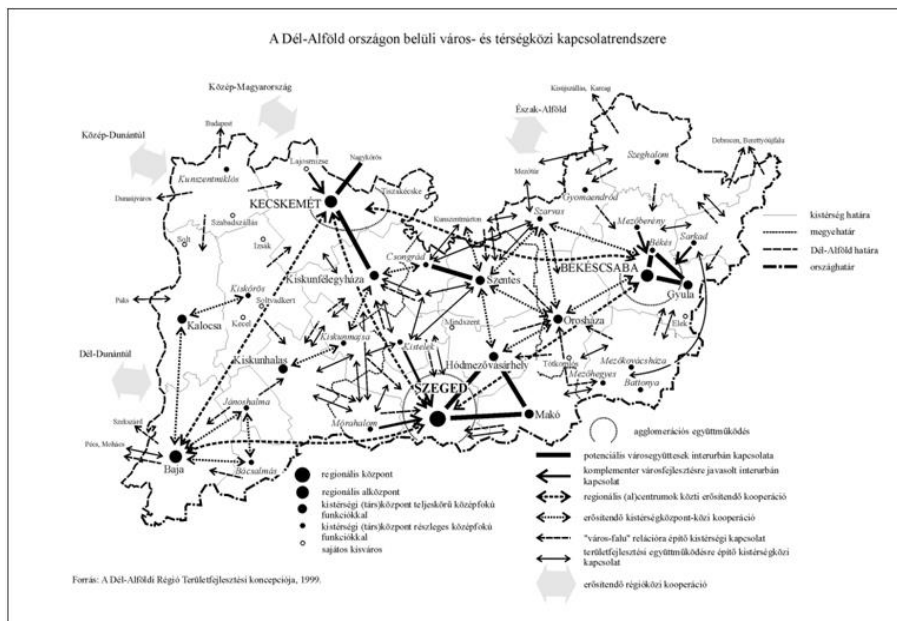 A Dél-Alföld országon belüli város- és térségközi kapcsolatrendszere
Közép-Magyarország
Kisújszállás, Karcag
Észak-Alföld
Közép-Dunántúl
Budapest
Debrecen, Berettyóújfalu
Lajosmizse
Nagykőrös
Szeghalom
Kunszentmiklós
Mezőtúr
Tiszakécske
Gyomaendrőd
Dunaújváros
KECSKEMÉT
Kunszentmárton
Szarvas
Mezőberény
Szabadszállás
Békés
Sarkad
Solt
Izsák
Csongrád
BÉKÉSCSABA
Kiskunfélegyháza
Szentes
Gyula
Paks
Kiskőrös
Soltvadkert
Kalocsa
Kecel
Mindszent
Orosháza
Elek
Kiskunmajsa
Kistelek
Dél-Dunántúl
Kiskunhalas
Hódmezővásárhely
Tótkomlós
Mezőkovácsháza
SZEGED
Mezőhegyes
Battonya
Jánoshalma
Mórahalom
Makó
Szekszárd
Pécs, Mohács
Baja
Bácsalmás
kistérség határa
megyehatár
Dél-Alföld határa
országhatár
agglomerációs együttműködés
potenciális városegyüttesek interurbán kapcsolata
komplementer városfejlesztésre javasolt interurbán
kapcsolat
regionális (al)centrumok közti erősítendő kooperáció
erősítendő kistérségközpont-közi kooperáció
"város-falu" relációra építő kistérségi kapcsolat
területfejlesztési együttműködésre építő kistérségközi
kapcsolat
erősítendő régióközi kooperáció
regionális központ
regionális alközpont
kistérségi (társ)központ teljeskörű középfokú
funkciókkal
kistérségi (társ)központ részleges középfokú
funkciókkal
sajátos kisváros
Forrás: A Dél-Alföldi Régió Területfejlesztési koncepciója, 1999.